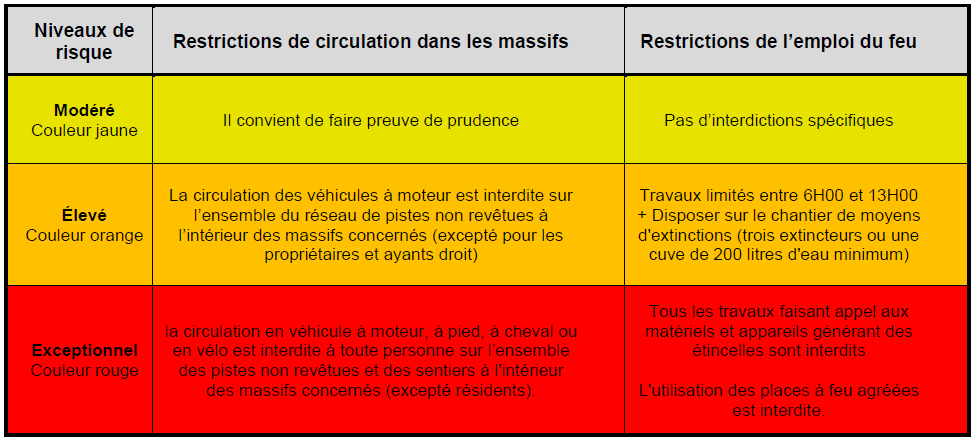 Niveaux de
risque
Restrictions de circulation dans les massifs
Restrictions de l'emploi du feu
Modéré
Couleur jaune
Il convient de faire preuve de prudence
Pas d'interdictions spécifiques
Élevé
Couleur orange
La circulation des véhicules à moteur est interdite sur
l'ensemble du réseau de pistes non revêtues à
l'intérieur des massifs concernés (excepté pour les
propriétaires et ayants droit)
Travaux limités entre 6H00 et 13H00
+ Disposer sur le chantier de moyens
d'extinctions (trois extincteurs ou une
cuve de 200 litres d'eau minimum)
Exceptionnel
Couleur rouge
la circulation en véhicule à moteur, à pied, à cheval ou
en vélo est interdite à toute personne sur l'ensemble
des pistes non revêtues et des sentiers à l'intérieur
des massifs concernés (excepté résidents).
Tous les travaux faisant appel aux
matériels et appareils générant des
étincelles sont interdits
L'utilisation des places à feu agréées
est interdite.